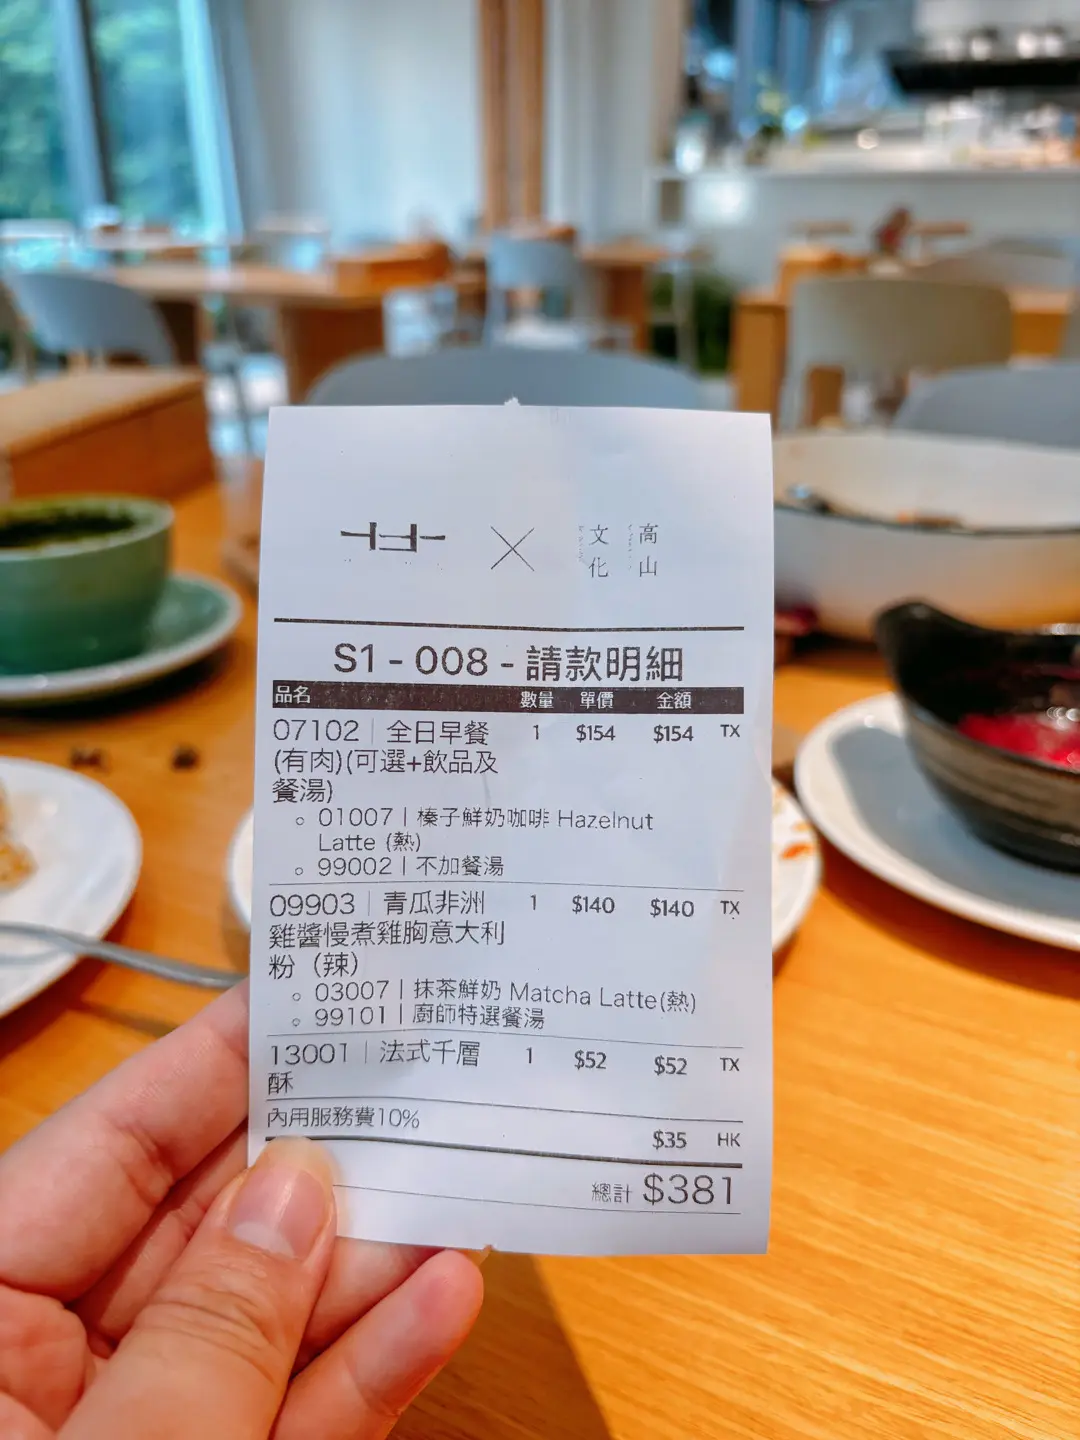 文化 高山
S1 - 008 - 請款明細
品名 數量 單價 金額
07102 | 全日早餐 1 $154 $154 TX
(有肉)(可選+飲品及
餐湯)
○ 01007 | 榛子鮮奶咖啡 Hazelnut
Latte (熱)
○ 99002 | 不加餐湯
09903 | 青瓜非洲 1 $140 $140 TX
雞醬慢煮雞胸意大利
粉（辣）
○ 03007 | 抹茶鮮奶 Matcha Latte(熱)
○ 99101 | 廚師特選餐湯
13001 | 法式千層 1 $52 $52 TX
酥
內用服務費10%
$35 HK
總計 $381